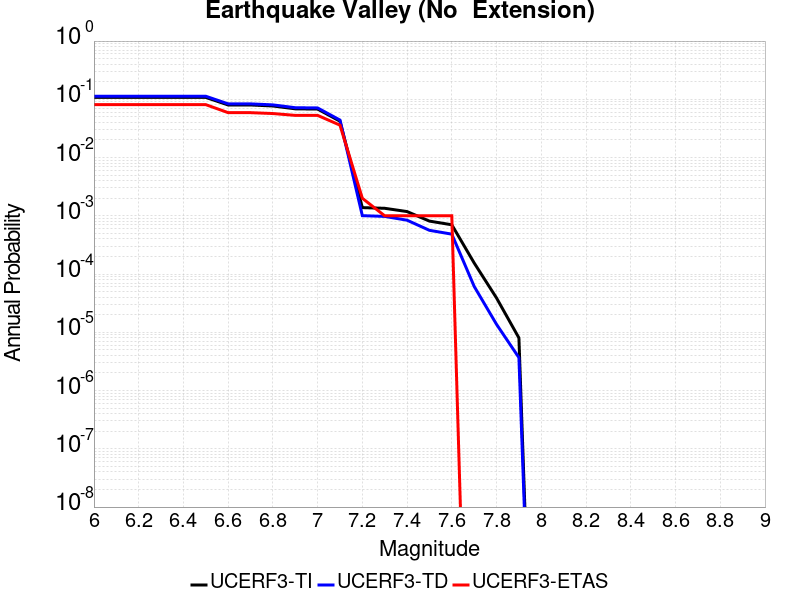 Earthquake Valley (No  Extension)
10^0
10^-1
10^-2
10^-3
10^-4
10^-5
10^-6
10^-7
10^-8
Annual Probability
6 6.2 6.4 6.6 6.8 7 7.2 7.4 7.6 7.8 8 8.2 8.4 8.6 8.8 9
Magnitude
UCERF3-TI UCERF3-TD UCERF3-ETAS